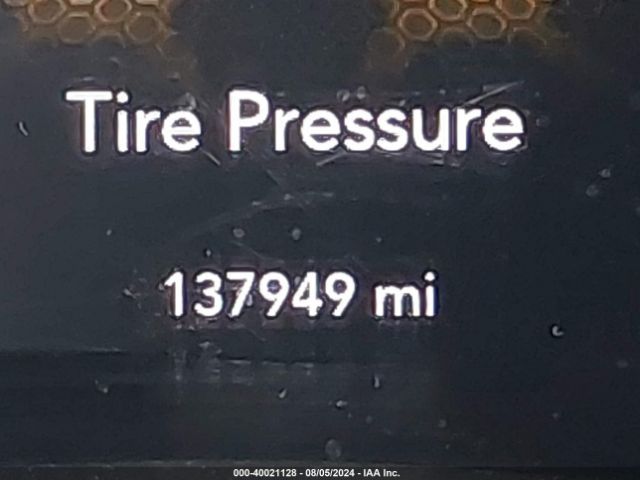 Tire Pressure
137949 mi
000-40021128 - 08/05/2024 - IAA Inc.